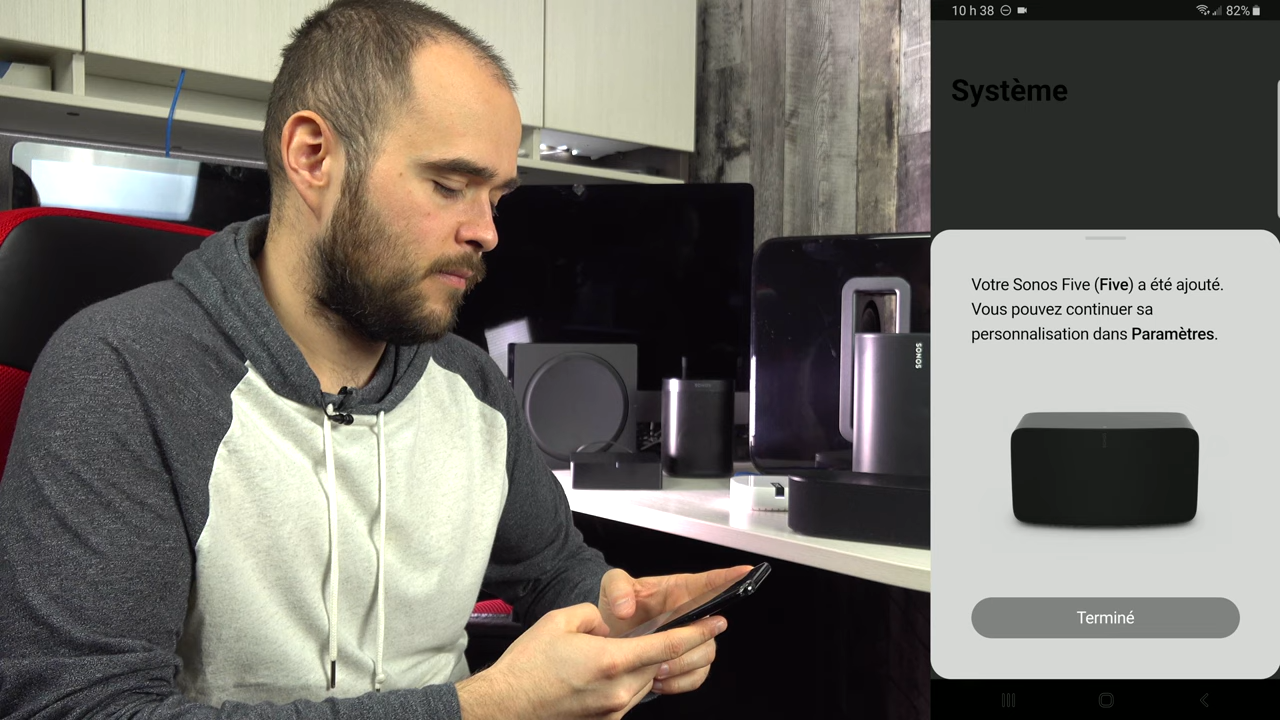 10 h 38
82%
Système
Votre Sonos Five (Five) a été ajouté.
Vous pouvez continuer sa
personnalisation dans Paramètres.
Terminé
SONOS